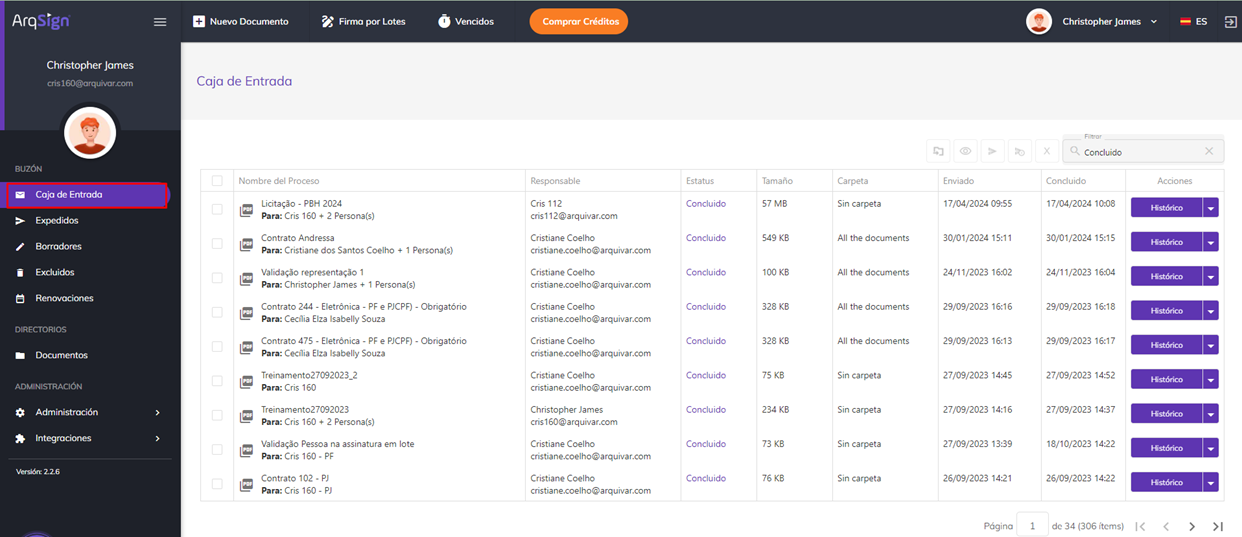 ArqSign
Nuevo Documento
Firma por Lotes
Vencidos
Comprar Créditos
Christopher James
ES
Christopher James
cris160@arquivar.com
BUZÓN
Caja de Entrada
Expedidos
Borradores
Excluidos
Renovaciones
DIRECTORIOS
Documentos
ADMINISTRACIÓN
Administración
Integraciones
Versión: 2.2.6
Caja de Entrada
Filtrar
Concluido
Nombre del Proceso Responsable Estatus Tamaño Carpeta Enviado Concluido Acciones
Licitação - PBH 2024 Cris 112 Concluido 57 MB Sin carpeta 17/04/2024 09:55 17/04/2024 10:08 Histórico
Para: Cris 160 + 2 Persona(s) cris112@arquivar.com
Contrato Andressa Cristiane Coelho Concluido 549 KB All the documents 30/01/2024 15:11 30/01/2024 15:15 Histórico
Para: Cristiane dos Santos Coelho + 1 Persona(s) cristiane.coelho@arquivar.com
Validação representação 1 Cristiane Coelho Concluido 100 KB All the documents 24/11/2023 16:02 24/11/2023 16:04 Histórico
Para: Christopher James + 1 Persona(s) cristiane.coelho@arquivar.com
Contrato 244 - Eletrônica - PF e PJCPF) - Obrigatório Cristiane Coelho Concluido 328 KB All the documents 29/09/2023 16:16 29/09/2023 16:18 Histórico
Para: Cecília Elza Isabelly Souza cristiane.coelho@arquivar.com
Contrato 475 - Eletrônica - PF e PJCPF) - Obrigatório Cristiane Coelho Concluido 328 KB All the documents 29/09/2023 16:13 29/09/2023 16:17 Histórico
Para: Cecília Elza Isabelly Souza cristiane.coelho@arquivar.com
Treinamento27092023_2 Cristiane Coelho Concluido 75 KB Sin carpeta 27/09/2023 14:45 27/09/2023 14:52 Histórico
Para: Cris 160 cristiane.coelho@arquivar.com
Treinamento27092023 Christopher James Concluido 234 KB Sin carpeta 27/09/2023 14:16 27/09/2023 14:37 Histórico
Para: Cris 160 + 2 Persona(s) cris160@arquivar.com
Validação Pessoa na assinatura em lote Cristiane Coelho Concluido 73 KB Sin carpeta 27/09/2023 13:39 18/10/2023 14:22 Histórico
Para: Cris 160 - PF cristiane.coelho@arquivar.com
Contrato 102 - PJ Cristiane Coelho Concluido 76 KB Sin carpeta 26/09/2023 14:21 26/09/2023 14:22 Histórico
Para: Cris 160 - PJ cristiane.coelho@arquivar.com
Página 1 de 34 (306 ítems)